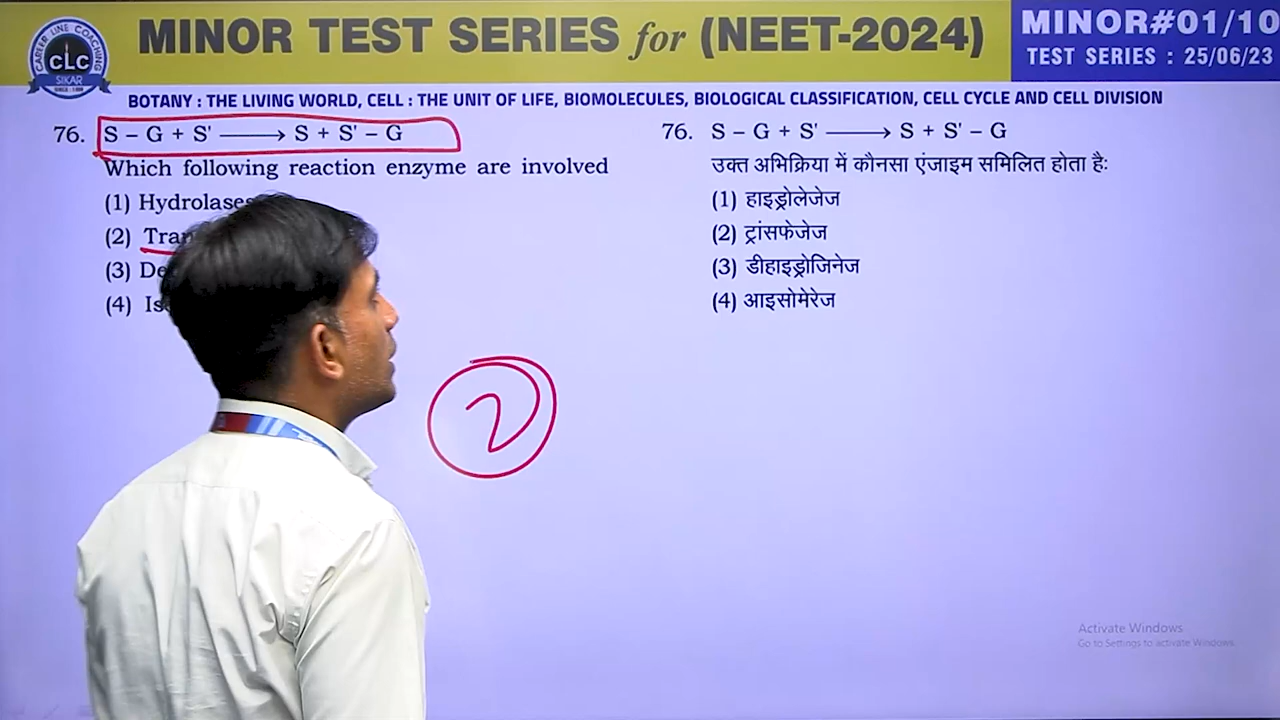 MINOR TEST SERIES for (NEET-2024)
MINOR#01/10
TEST SERIES : 25/06/23
CAREER LINE COACHING
CLC
SIKAR
BOTANY : THE LIVING WORLD, CELL : THE UNIT OF LIFE, BIOMOLECULES, BIOLOGICAL CLASSIFICATION, CELL CYCLE AND CELL DIVISION
76. S – G + S' ⟶ S + S' – G
Which following reaction enzyme are involved
(1) Hydrolases
(2)
(3)
(4)
2
76. S – G + S' ⟶ S + S' – G
उक्त अभिक्रिया में कौनसा एंजाइम समिलित होता है:
(1) हाइड्रोलेजेज
(2) ट्रांसफेजेज
(3) डीहाइड्रोजिनेज
(4) आइसोमेरेज
Activate Windows
Go to Settings to activate Windows.